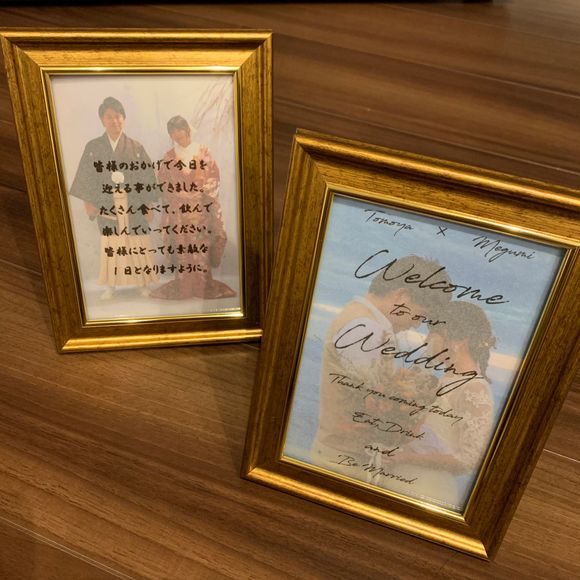 皆様のおかげで今日を
迎える事ができました。
たくさん食べて、飲んで
楽しんでいってください。
皆様にとっても素敵な
1日となりますように。
Tomoya × Megumi
Welcome
to our
Wedding
Thank you coming today
Eat, Drink
and
Be Married